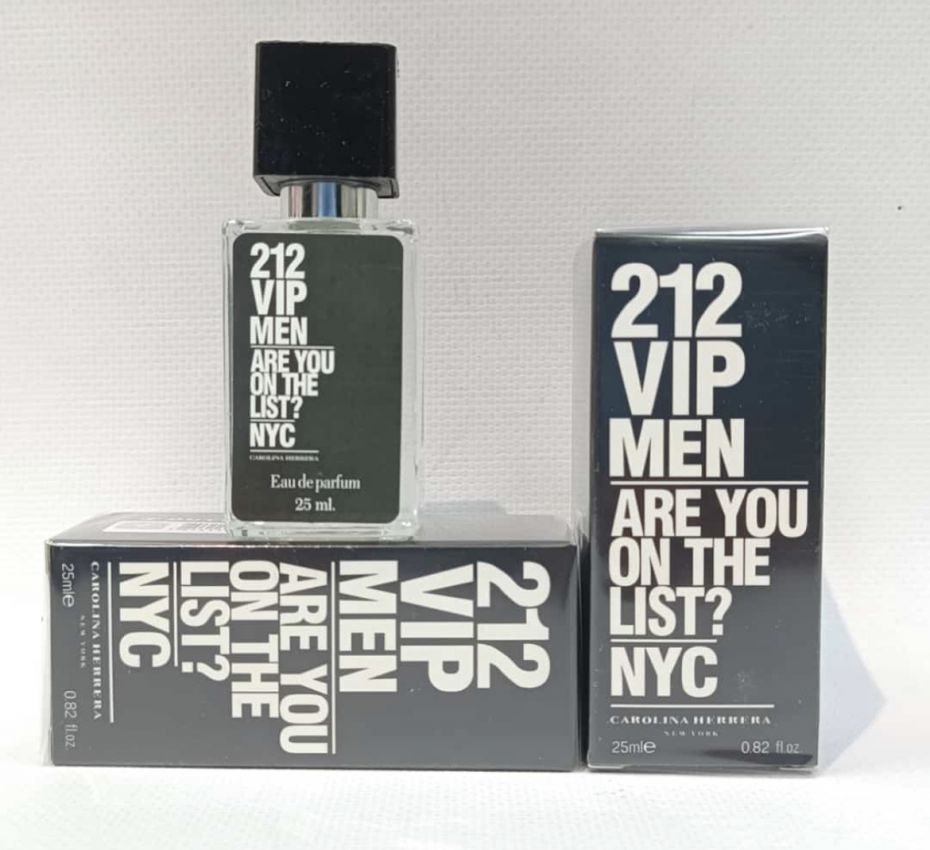 212
VIP
MEN
ARE YOU
ON THE
LIST?
NYC
CAROLINA HERRERA
Eau de parfum
25 ml.
212
VIP
MEN
ARE YOU
ON THE
LIST?
NYC
CAROLINA HERRERA
NEW YORK
25ml℮ 0.82 fl.oz.
212
VIP
MEN
ARE YOU
ON THE
LIST?
NYC
CAROLINA HERRERA
NEW YORK
25ml℮ 0.82 fl.oz.